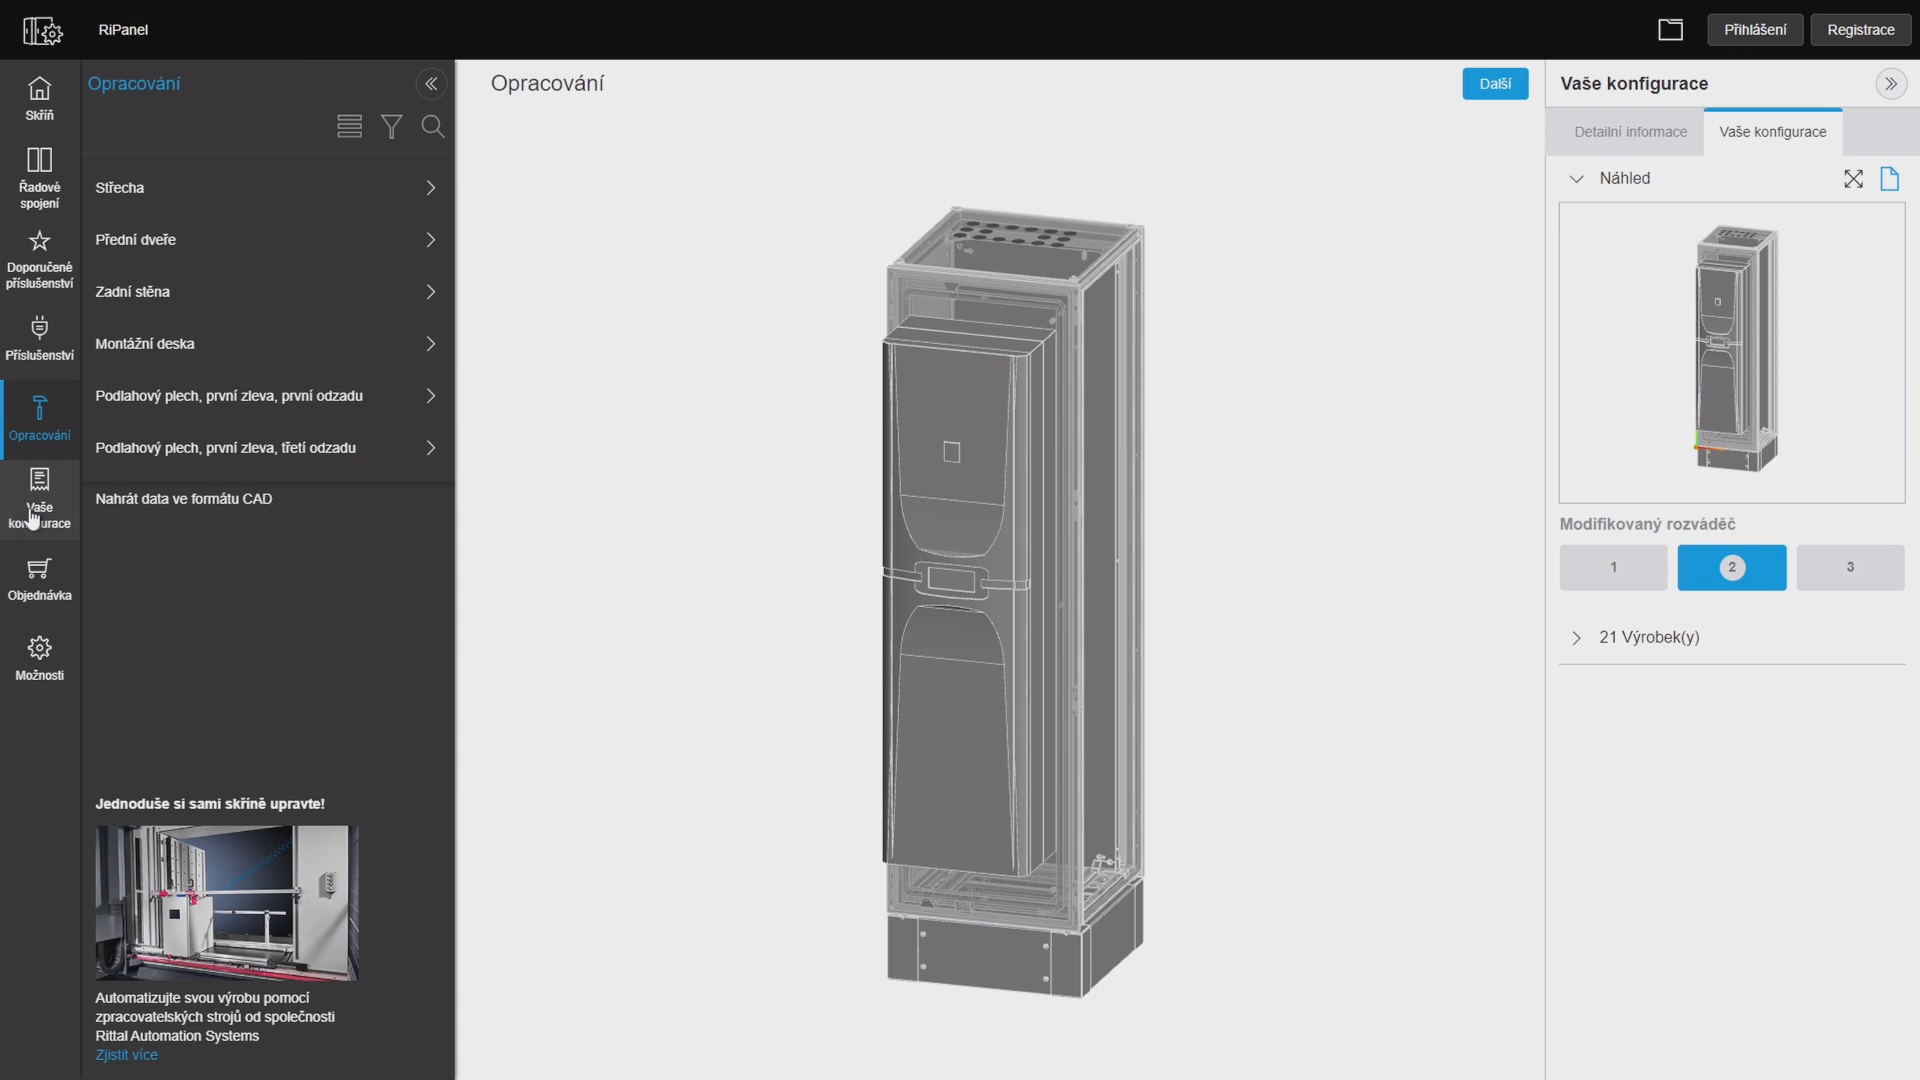 RiPanel
Přihlášení
Registrace
Skříň
Řadové
spojení
Doporučené
příslušenství
Příslušenství
Opracování
Vaše
Objednávka
Možnosti
Opracování
Střecha
Přední dveře
Zadní stěna
Montážní deska
Podlahový plech, první zleva, první odzadu
Podlahový plech, první zleva, třetí odzadu
Nahrát data ve formátu CAD
Jednoduše si sami skříně upravte!
Automatizujte svou výrobu pomocí
zpracovatelských strojů od společnosti
Rittal Automation Systems
Zjistit více
Opracování
Další
Vaše konfigurace
Detailní informace
Vaše konfigurace
Náhled
Modifikovaný rozváděč
1
2
3
21 Výrobek(y)